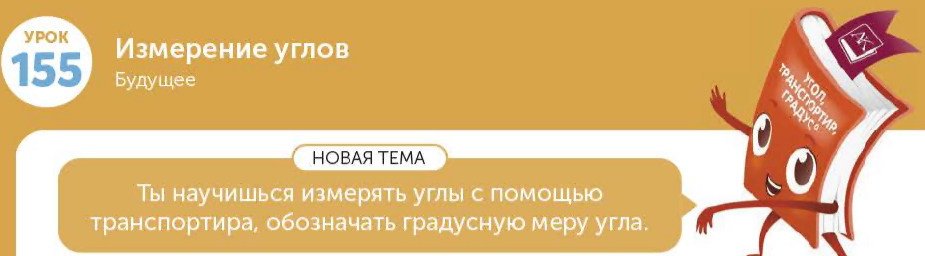 УРОК
155
Измерение углов
Будущее
НОВАЯ ТЕМА
Ты научишься измерять углы с помощью
транспортира, обозначать градусную меру угла.
УГОЛ,
ТРАНСПОРТИР,
ГРАДУС °
АК